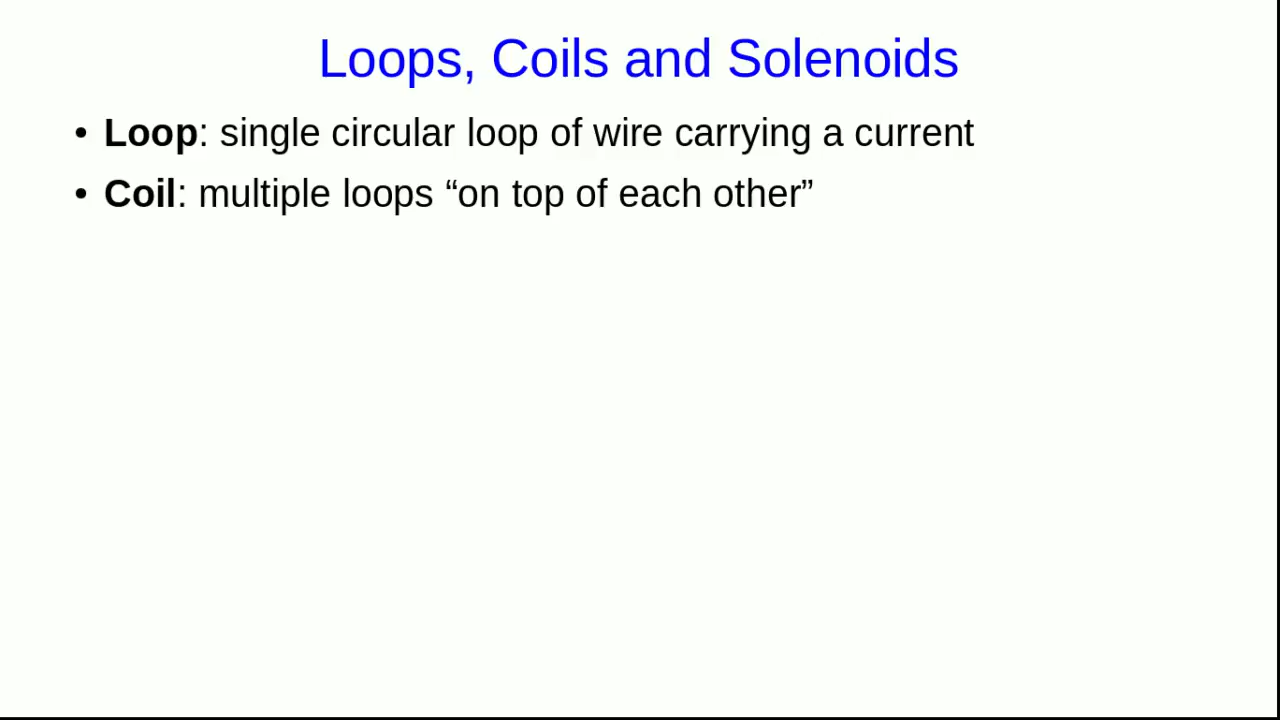 Loops, Coils and Solenoids
• Loop: single circular loop of wire carrying a current
• Coil: multiple loops “on top of each other”